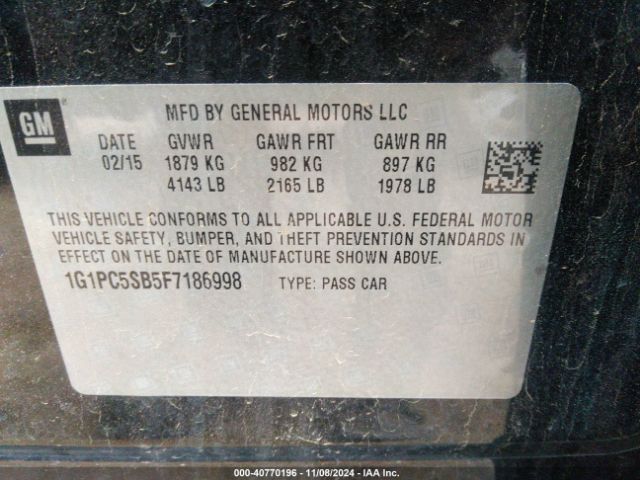 GM ®
MFD BY GENERAL MOTORS LLC
DATE GVWR GAWR FRT GAWR RR
02/15 1879 KG 982 KG 897 KG
4143 LB 2165 LB 1978 LB
THIS VEHICLE CONFORMS TO ALL APPLICABLE U.S. FEDERAL MOTOR
VEHICLE SAFETY, BUMPER, AND THEFT PREVENTION STANDARDS IN
EFFECT ON THE DATE OF MANUFACTURE SHOWN ABOVE.
1G1PC5SB5F7186998 TYPE: PASS CAR
000-40770196 - 11/08/2024 - IAA Inc.